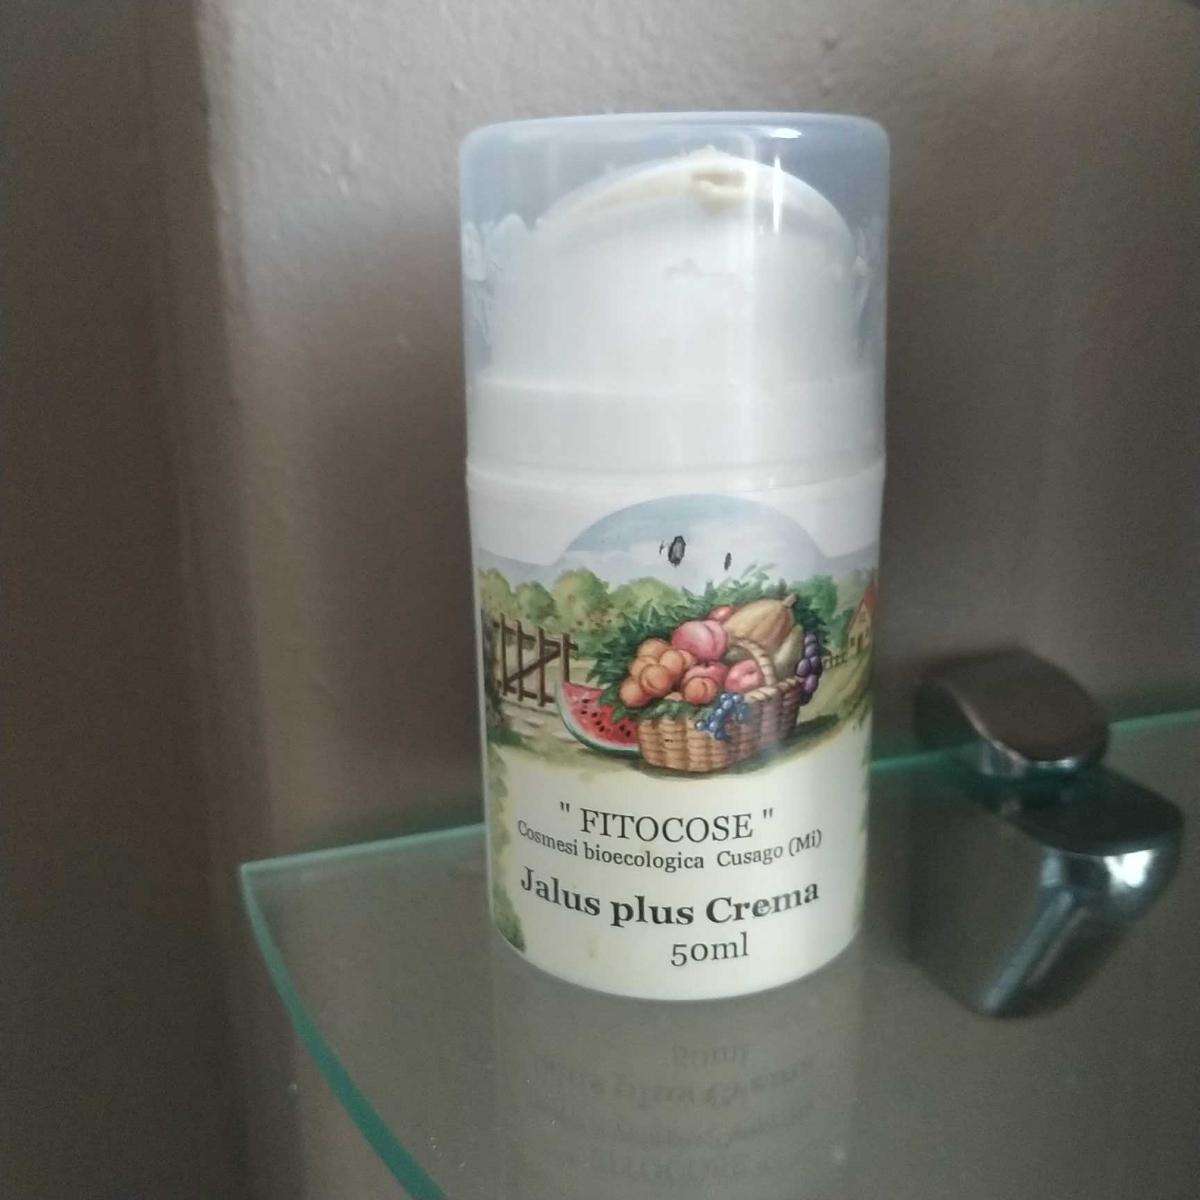 " FITOCOSE "
Cosmesi bioecologica Cusago (Mi)
Jalus plus Crema
50ml